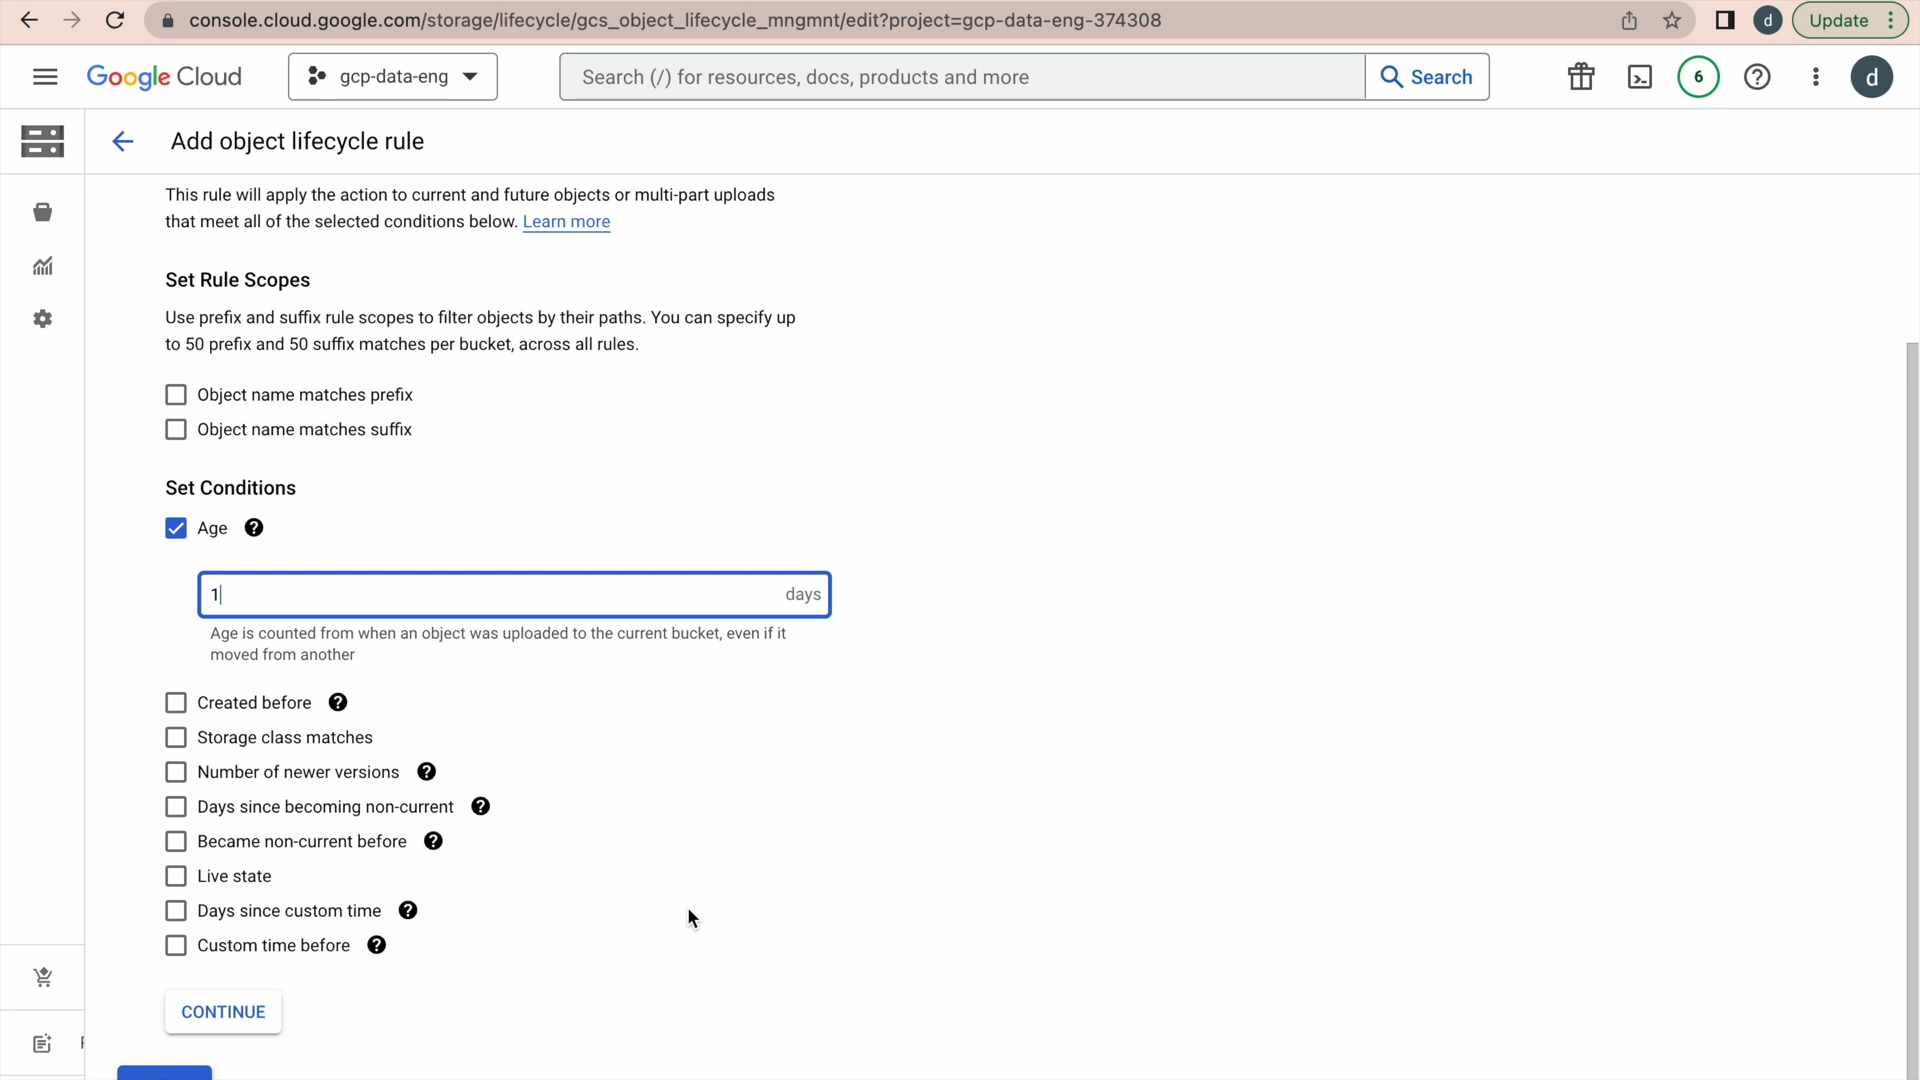 console.cloud.google.com/storage/lifecycle/gcs_object_lifecycle_mngmnt/edit?project=gcp-data-eng-374308
d
Update
Google Cloud
gcp-data-eng
Search (/) for resources, docs, products and more
Search
6
d
Add object lifecycle rule
This rule will apply the action to current and future objects or multi-part uploads
that meet all of the selected conditions below. Learn more
Set Rule Scopes
Use prefix and suffix rule scopes to filter objects by their paths. You can specify up
to 50 prefix and 50 suffix matches per bucket, across all rules.
Object name matches prefix
Object name matches suffix
Set Conditions
Age
1
days
Age is counted from when an object was uploaded to the current bucket, even if it
moved from another
Created before
Storage class matches
Number of newer versions
Days since becoming non-current
Became non-current before
Live state
Days since custom time
Custom time before
CONTINUE